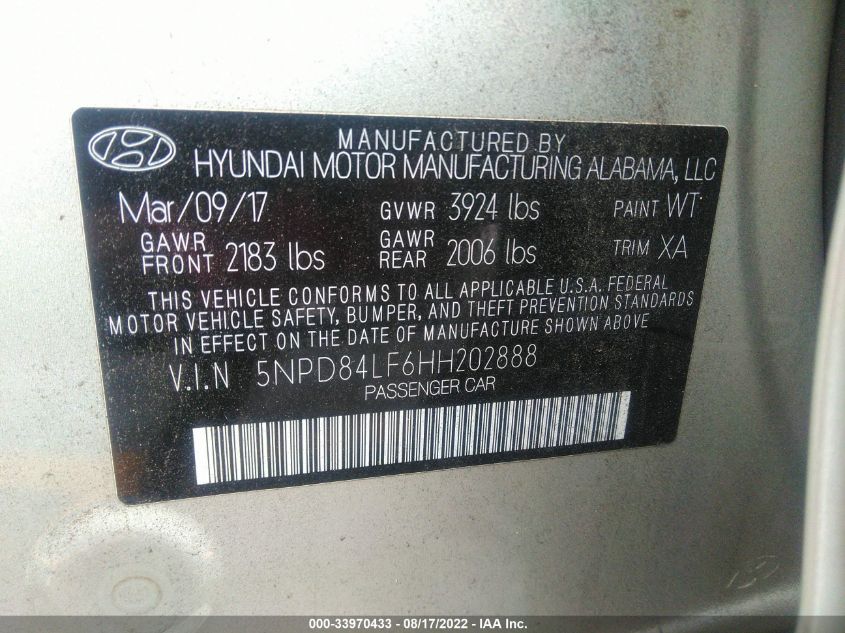 MANUFACTURED BY
HYUNDAI MOTOR MANUFACTURING ALABAMA, LLC
Mar/09/17 GVWR 3924 lbs PAINT WT
GAWR FRONT 2183 lbs GAWR REAR 2006 lbs TRIM XA
THIS VEHICLE CONFORMS TO ALL APPLICABLE U.S.A. FEDERAL
MOTOR VEHICLE SAFETY, BUMPER, AND THEFT PREVENTION STANDARDS
IN EFFECT ON THE DATE OF MANUFACTURE SHOWN ABOVE
V.I.N 5NPD84LF6HH202888
PASSENGER CAR
000-33970433 - 08/17/2022 - IAA Inc.